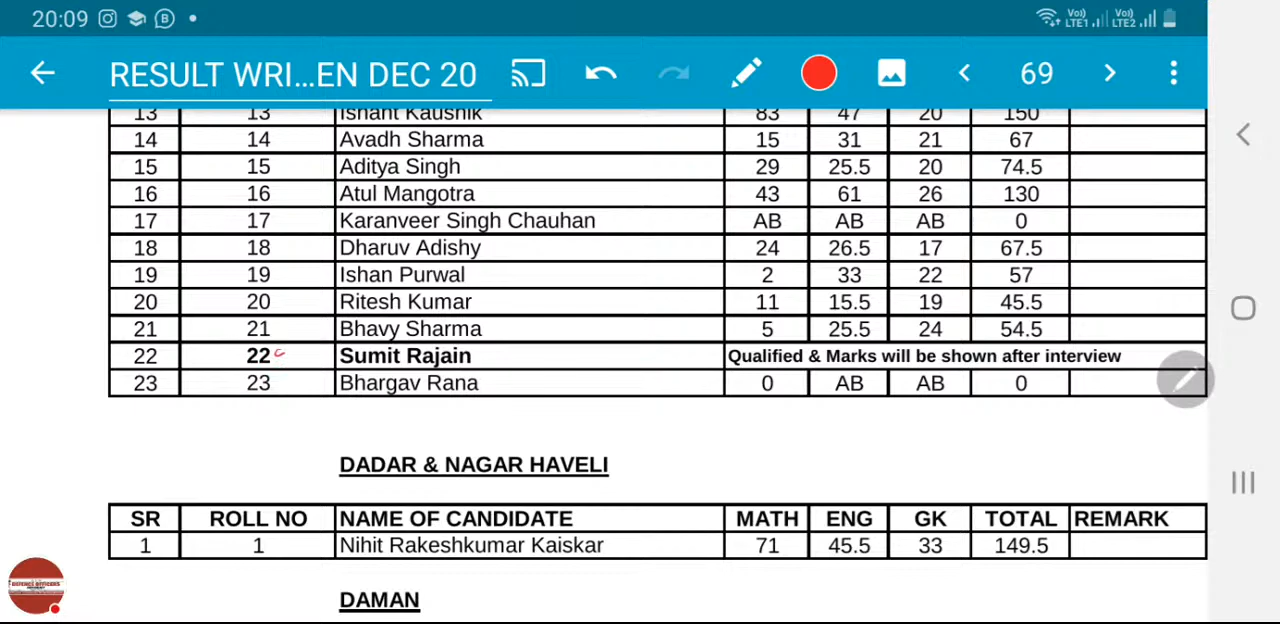 20:09
VoI) LTE1 VoI) LTE2
RESULT WRI...EN DEC 20 69
13 13 Ishant Kaushik 83 47 20 150
14 14 Avadh Sharma 15 31 21 67
15 15 Aditya Singh 29 25.5 20 74.5
16 16 Atul Mangotra 43 61 26 130
17 17 Karanveer Singh Chauhan AB AB AB 0
18 18 Dharuv Adishy 24 26.5 17 67.5
19 19 Ishan Purwal 2 33 22 57
20 20 Ritesh Kumar 11 15.5 19 45.5
21 21 Bhavy Sharma 5 25.5 24 54.5
22 22 Sumit Rajain Qualified & Marks will be shown after interview
23 23 Bhargav Rana 0 AB AB 0
DADAR & NAGAR HAVELI
SR ROLL NO NAME OF CANDIDATE MATH ENG GK TOTAL REMARK
1 1 Nihit Rakeshkumar Kaiskar 71 45.5 33 149.5
DAMAN